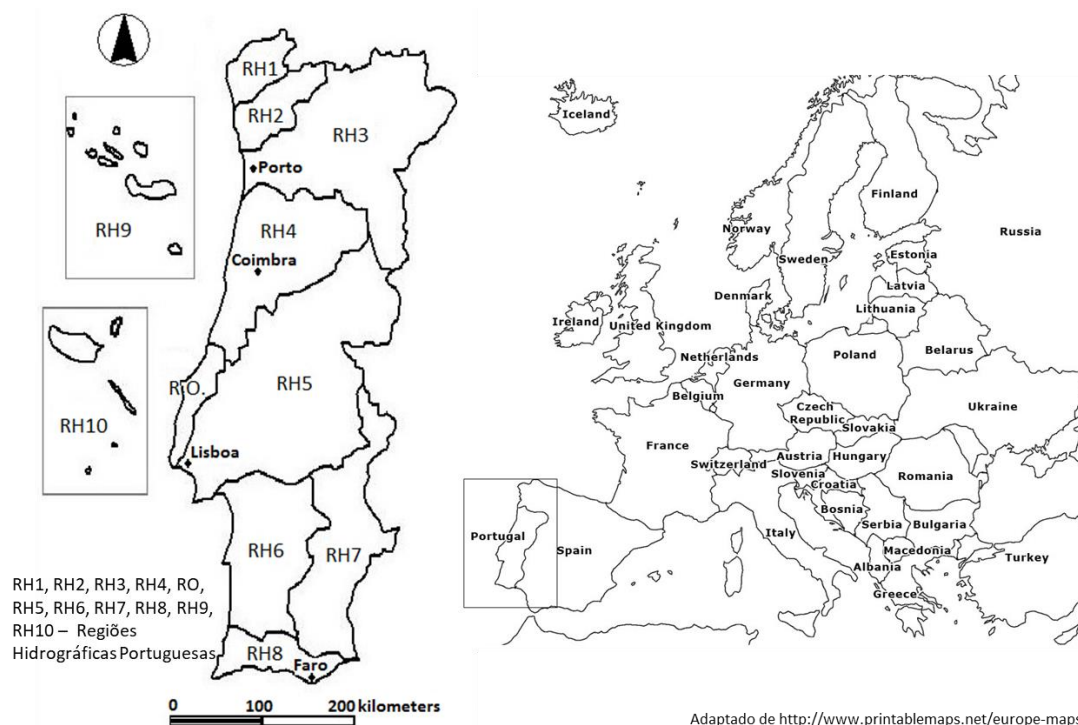 RH1
RH2
RH3
Porto
RH9
RH4
Coimbra
RH10
R.O.
RH5
Lisboa
RH6
RH7
RH8
Faro
RH1, RH2, RH3, RH4, RO,
RH5, RH6, RH7, RH8, RH9,
RH10 – Regiões
Hidrográficas Portuguesas
0 100 200 kilometers
Iceland
Finland
Norway
Russia
Sweden
Estonia
Latvia
Denmark
Lithuania
Ireland
United Kingdom
Netherlands
Poland
Belarus
Germany
Belgium
Czech
Republic
Ukraine
Slovakia
France
Austria
Hungary
Switzerland
Slovenia
Croatia
Romania
Bosnia
Serbia
Bulgaria
Italy
Portugal
Spain
Macedonia
Turkey
Albania
Greece
Adaptado de http://www.printablemaps.net/europe-maps